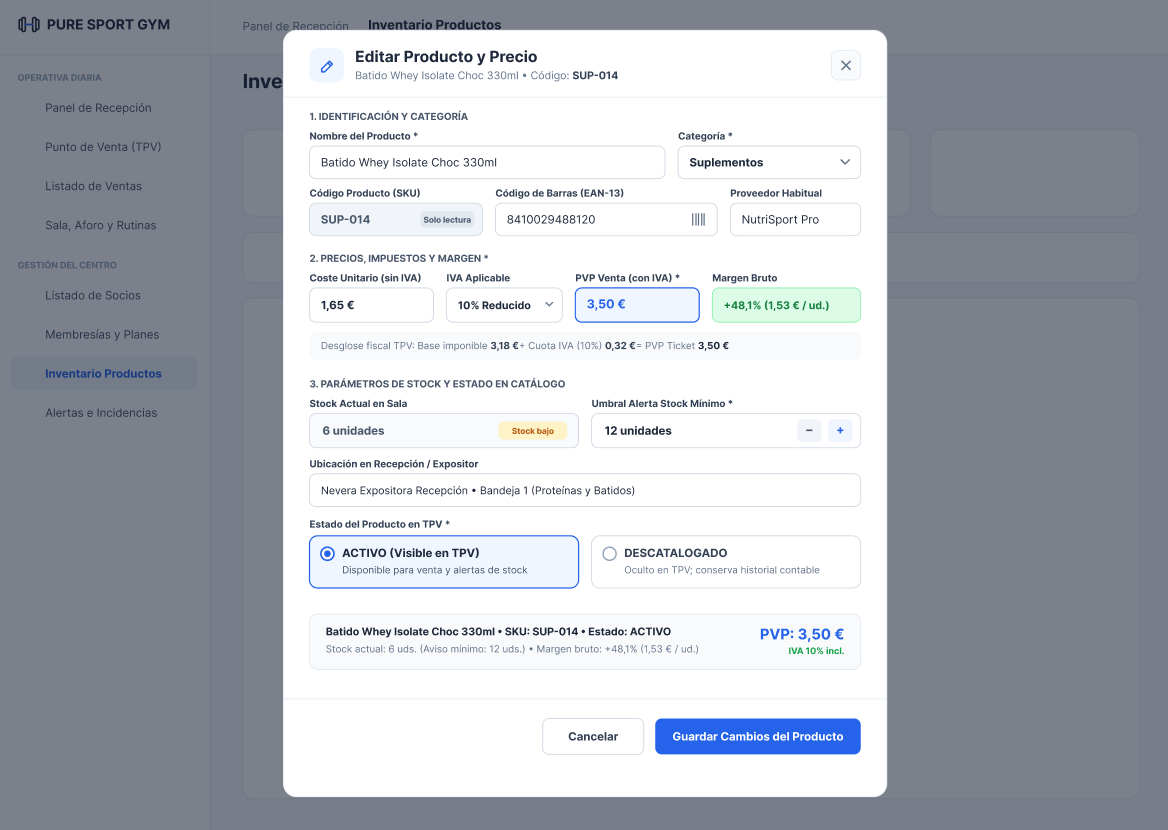 PURE SPORT GYM
Panel de Recepción
Inventario Productos
OPERATIVA DIARIA
Panel de Recepción
Punto de Venta (TPV)
Listado de Ventas
Sala, Aforo y Rutinas
GESTIÓN DEL CENTRO
Listado de Socios
Membresías y Planes
Inventario Productos
Alertas e Incidencias
Inve
Editar Producto y Precio
Batido Whey Isolate Choc 330ml • Código: SUP-014
1. IDENTIFICACIÓN Y CATEGORÍA
Nombre del Producto *
Categoría *
Batido Whey Isolate Choc 330ml
Suplementos
Código Producto (SKU)
Código de Barras (EAN-13)
Proveedor Habitual
SUP-014
Solo lectura
8410029488120
NutriSport Pro
2. PRECIOS, IMPUESTOS Y MARGEN *
Coste Unitario (sin IVA)
IVA Aplicable
PVP Venta (con IVA) *
Margen Bruto
1,65 €
10% Reducido
3,50 €
+48,1% (1,53 € / ud.)
Desglose fiscal TPV: Base imponible 3,18 €+ Cuota IVA (10%) 0,32 €= PVP Ticket 3,50 €
3. PARÁMETROS DE STOCK Y ESTADO EN CATÁLOGO
Stock Actual en Sala
Umbral Alerta Stock Mínimo *
6 unidades
Stock bajo
12 unidades
−
+
Ubicación en Recepción / Expositor
Nevera Expositora Recepción • Bandeja 1 (Proteínas y Batidos)
Estado del Producto en TPV *
ACTIVO (Visible en TPV)
Disponible para venta y alertas de stock
DESCATALOGADO
Oculto en TPV; conserva historial contable
Batido Whey Isolate Choc 330ml • SKU: SUP-014 • Estado: ACTIVO
Stock actual: 6 uds. (Aviso mínimo: 12 uds.) • Margen bruto: +48,1% (1,53 € / ud.)
PVP: 3,50 €
IVA 10% incl.
Cancelar
Guardar Cambios del Producto